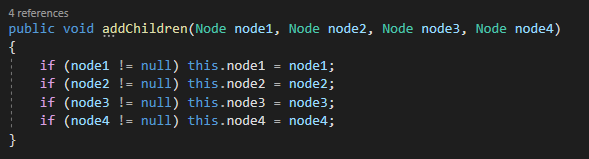 4 references
public void addChildren(Node node1, Node node2, Node node3, Node node4)
{
    if (node1 != null) this.node1 = node1;
    if (node2 != null) this.node2 = node2;
    if (node3 != null) this.node3 = node3;
    if (node4 != null) this.node4 = node4;
}